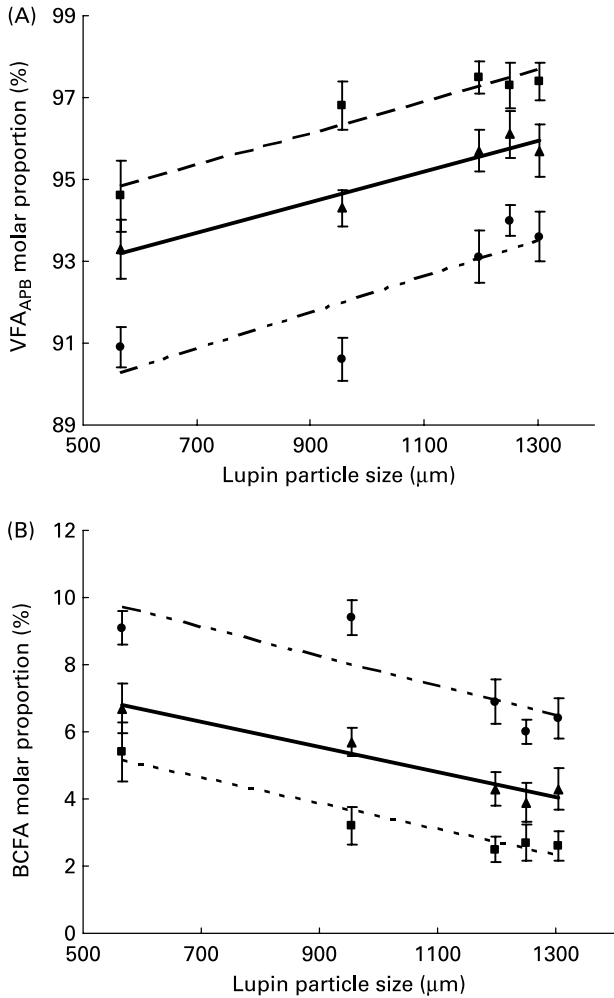 (A)
99
97
95
93
91
89
VFA_APB molar proportion (%)
500 700 900 1100 1300
Lupin particle size (μm)
(B)
12
10
8
6
4
2
0
BCFA molar proportion (%)
500 700 900 1100 1300
Lupin particle size (μm)